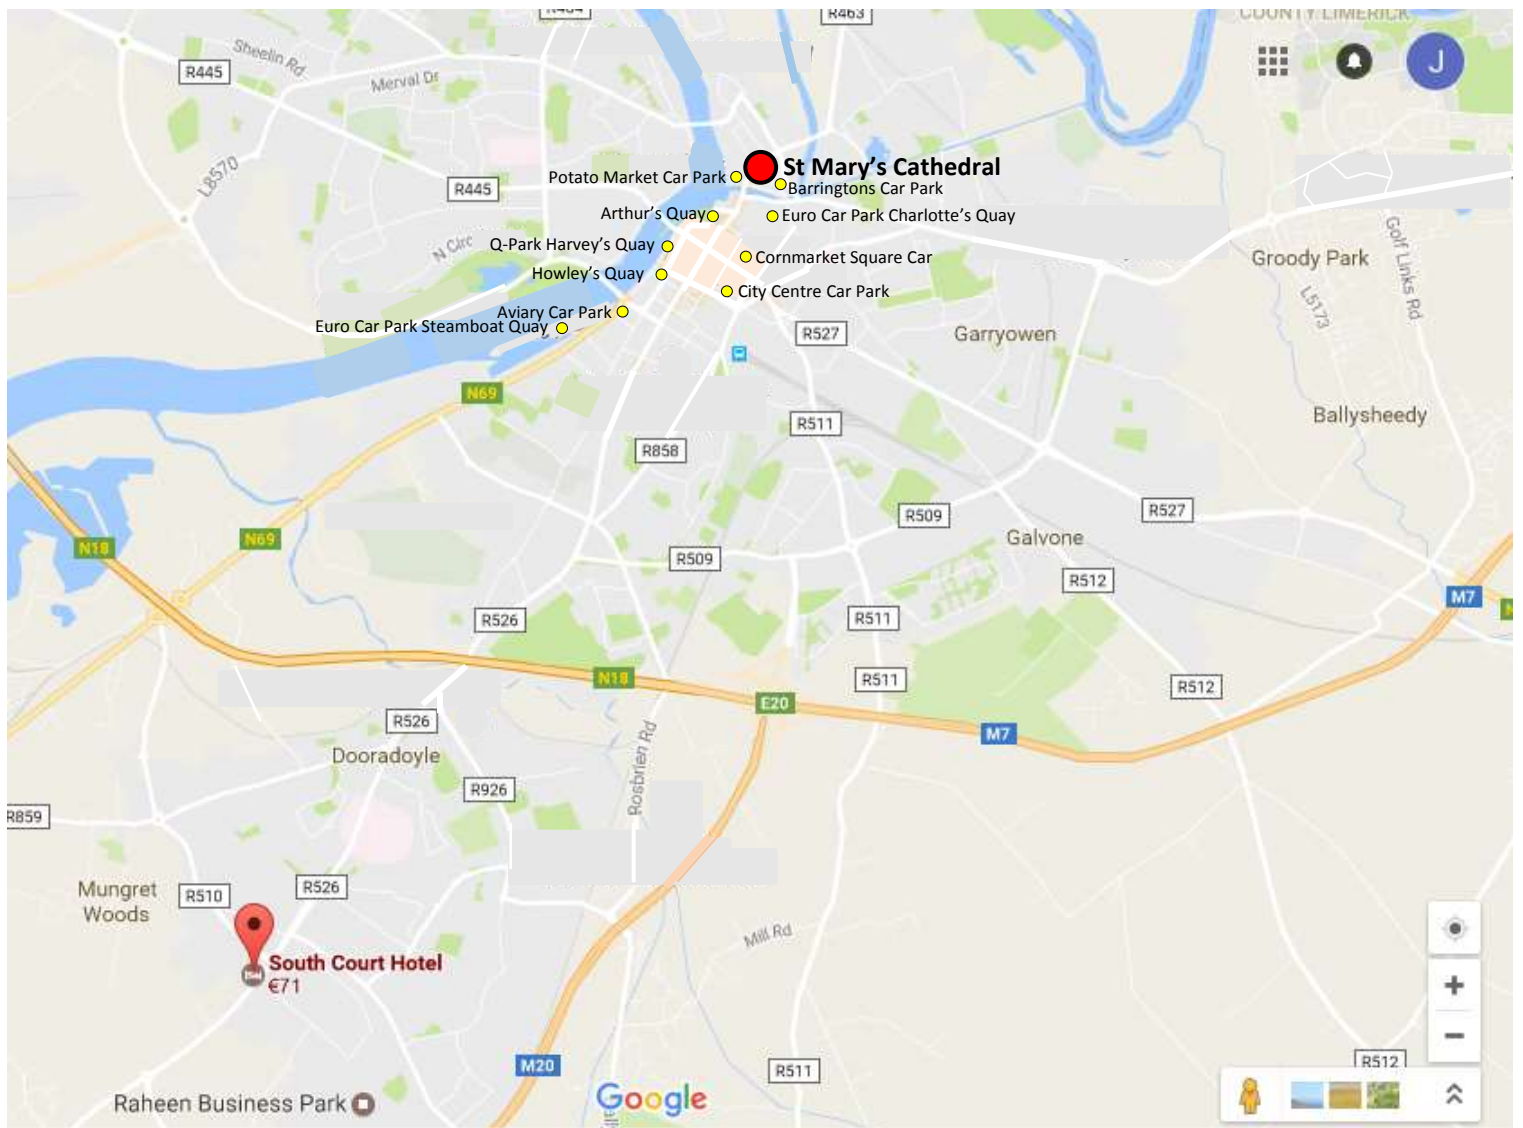 R463
COUNTY LIMERICK
Sheelin Rd
R445
Merval Dr
J
L8570
R445
St Mary's Cathedral
Potato Market Car Park
Barringtons Car Park
Arthur's Quay
Euro Car Park Charlotte's Quay
N Circ
Q-Park Harvey's Quay
Cornmarket Square Car
Golf Links Rd
Groody Park
Howley's Quay
City Centre Car Park
L5173
Aviary Car Park
Euro Car Park Steamboat Quay
R527
Garryowen
N69
Ballysheedy
R511
R858
R527
R509
N69
N18
Galvone
R509
R512
M7
R526
R511
N18
R511
R512
E20
R526
M7
Dooradoyle
Rosbrien Rd
R926
R859
Mungret
Woods
R510
R526
Mill Rd
South Court Hotel
€71
M20
R511
R512
Raheen Business Park
Google